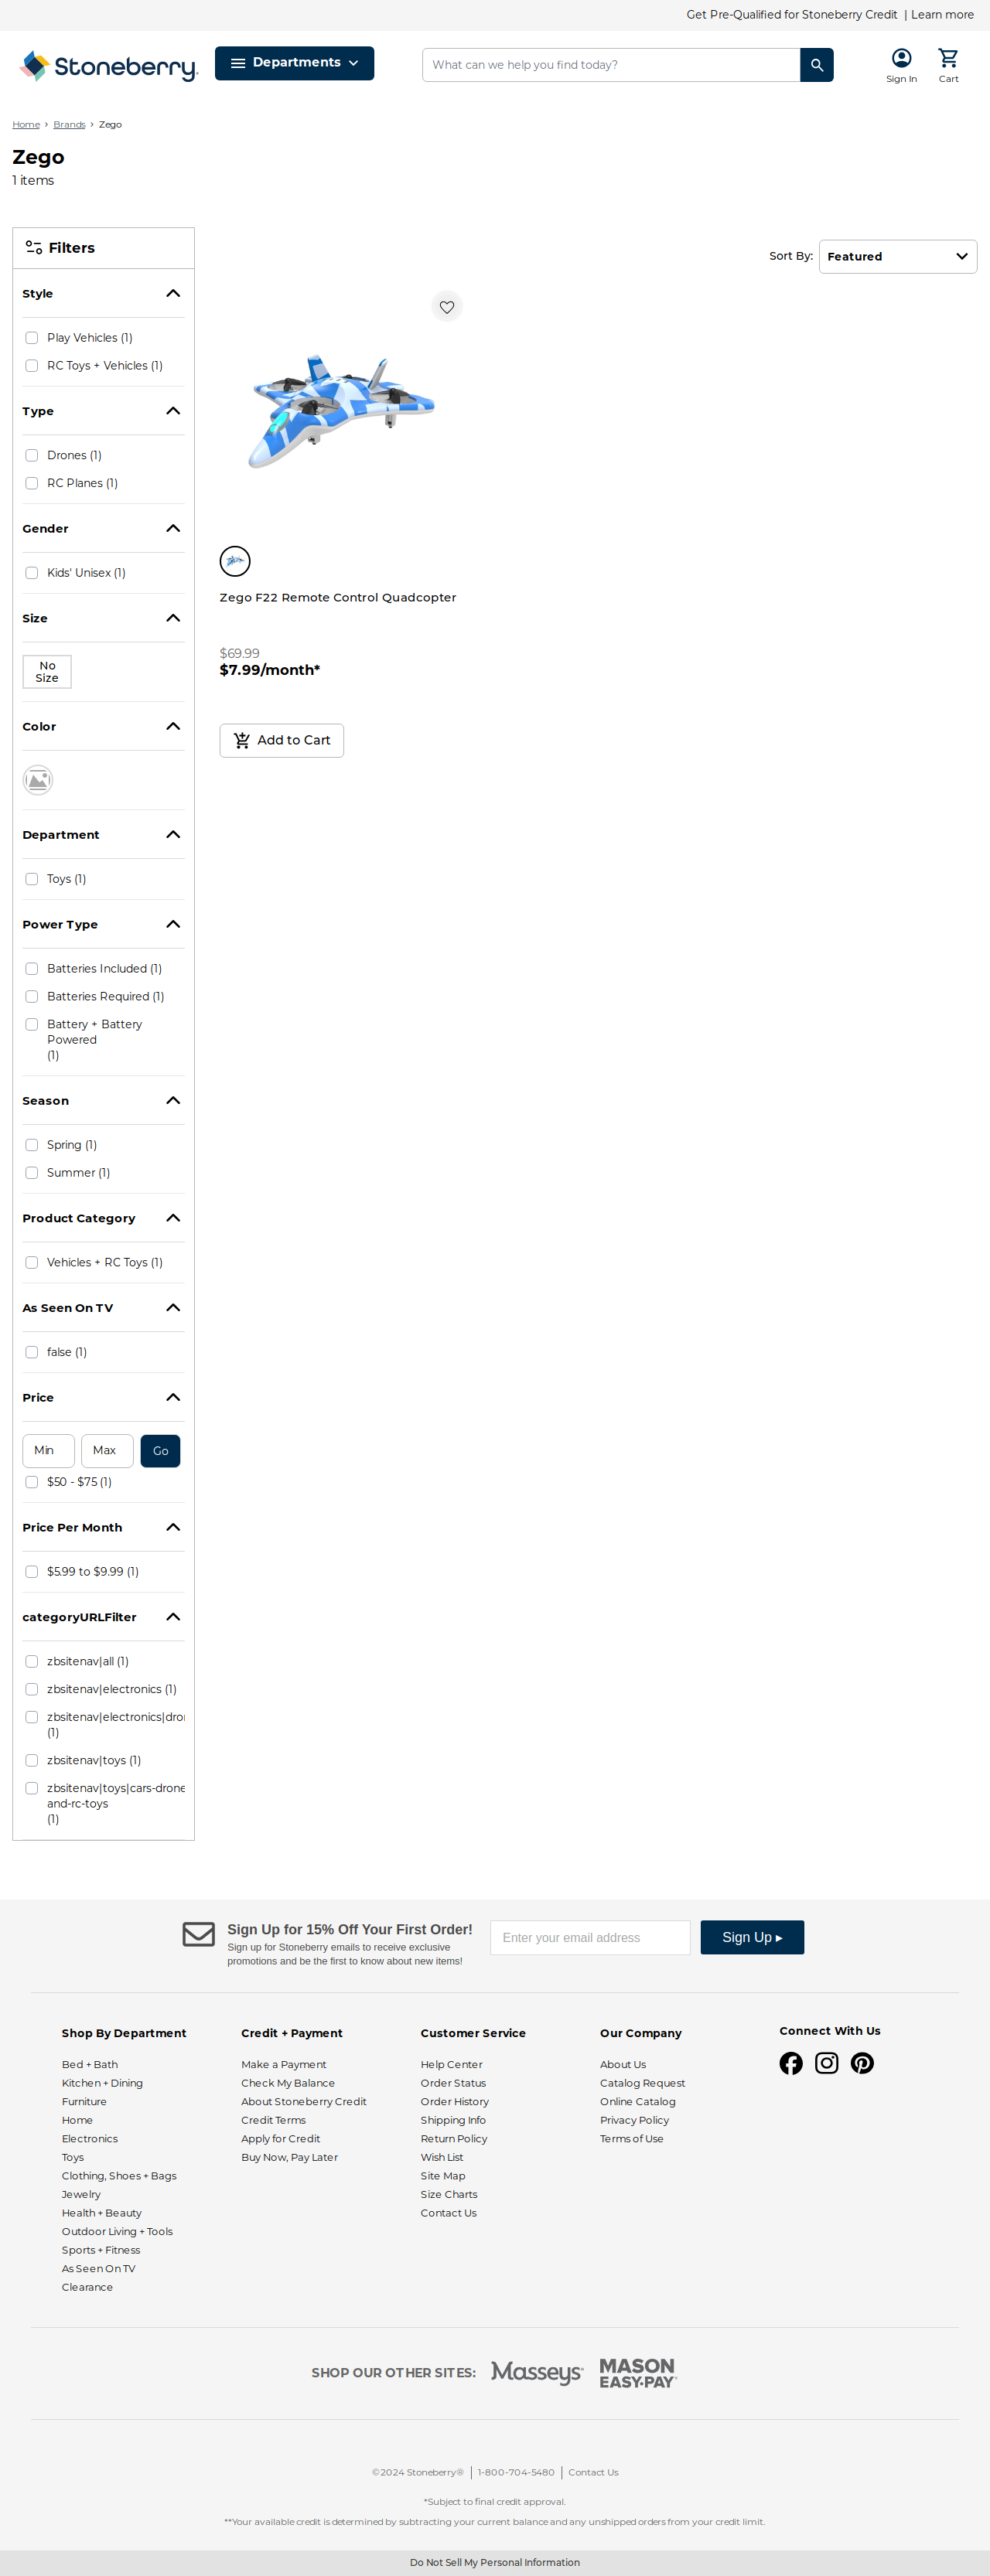 Get Pre-Qualified for Stoneberry Credit | Learn more
Stoneberry®
Departments
What can we help you find today?
Sign In
Cart
Home › Brands › Zego
Zego
1 items
Filters
Sort By:
Featured
Style
Play Vehicles (1)
RC Toys + Vehicles (1)
Type
Drones (1)
RC Planes (1)
Gender
Kids' Unisex (1)
Size
No
Size
Color
Department
Toys (1)
Power Type
Batteries Included (1)
Batteries Required (1)
Battery + Battery
Powered
(1)
Season
Spring (1)
Summer (1)
Product Category
Vehicles + RC Toys (1)
As Seen On TV
false (1)
Price
Min
Max
Go
$50 - $75 (1)
Price Per Month
$5.99 to $9.99 (1)
categoryURLFilter
zbsitenav|all (1)
zbsitenav|electronics (1)
zbsitenav|electronics|dron
(1)
zbsitenav|toys (1)
zbsitenav|toys|cars-drone
and-rc-toys
(1)
Zego F22 Remote Control Quadcopter
$69.99
$7.99/month*
Add to Cart
Sign Up for 15% Off Your First Order!
Sign up for Stoneberry emails to receive exclusive
promotions and be the first to know about new items!
Enter your email address
Sign Up ▸
Shop By Department
Bed + Bath
Kitchen + Dining
Furniture
Home
Electronics
Toys
Clothing, Shoes + Bags
Jewelry
Health + Beauty
Outdoor Living + Tools
Sports + Fitness
As Seen On TV
Clearance
Credit + Payment
Make a Payment
Check My Balance
About Stoneberry Credit
Credit Terms
Apply for Credit
Buy Now, Pay Later
Customer Service
Help Center
Order Status
Order History
Shipping Info
Return Policy
Wish List
Site Map
Size Charts
Contact Us
Our Company
About Us
Catalog Request
Online Catalog
Privacy Policy
Terms of Use
Connect With Us
SHOP OUR OTHER SITES:
Masseys
MASON
EASY•PAY
©2024 Stoneberry® | 1-800-704-5480 | Contact Us
*Subject to final credit approval.
**Your available credit is determined by subtracting your current balance and any unshipped orders from your credit limit.
Do Not Sell My Personal Information